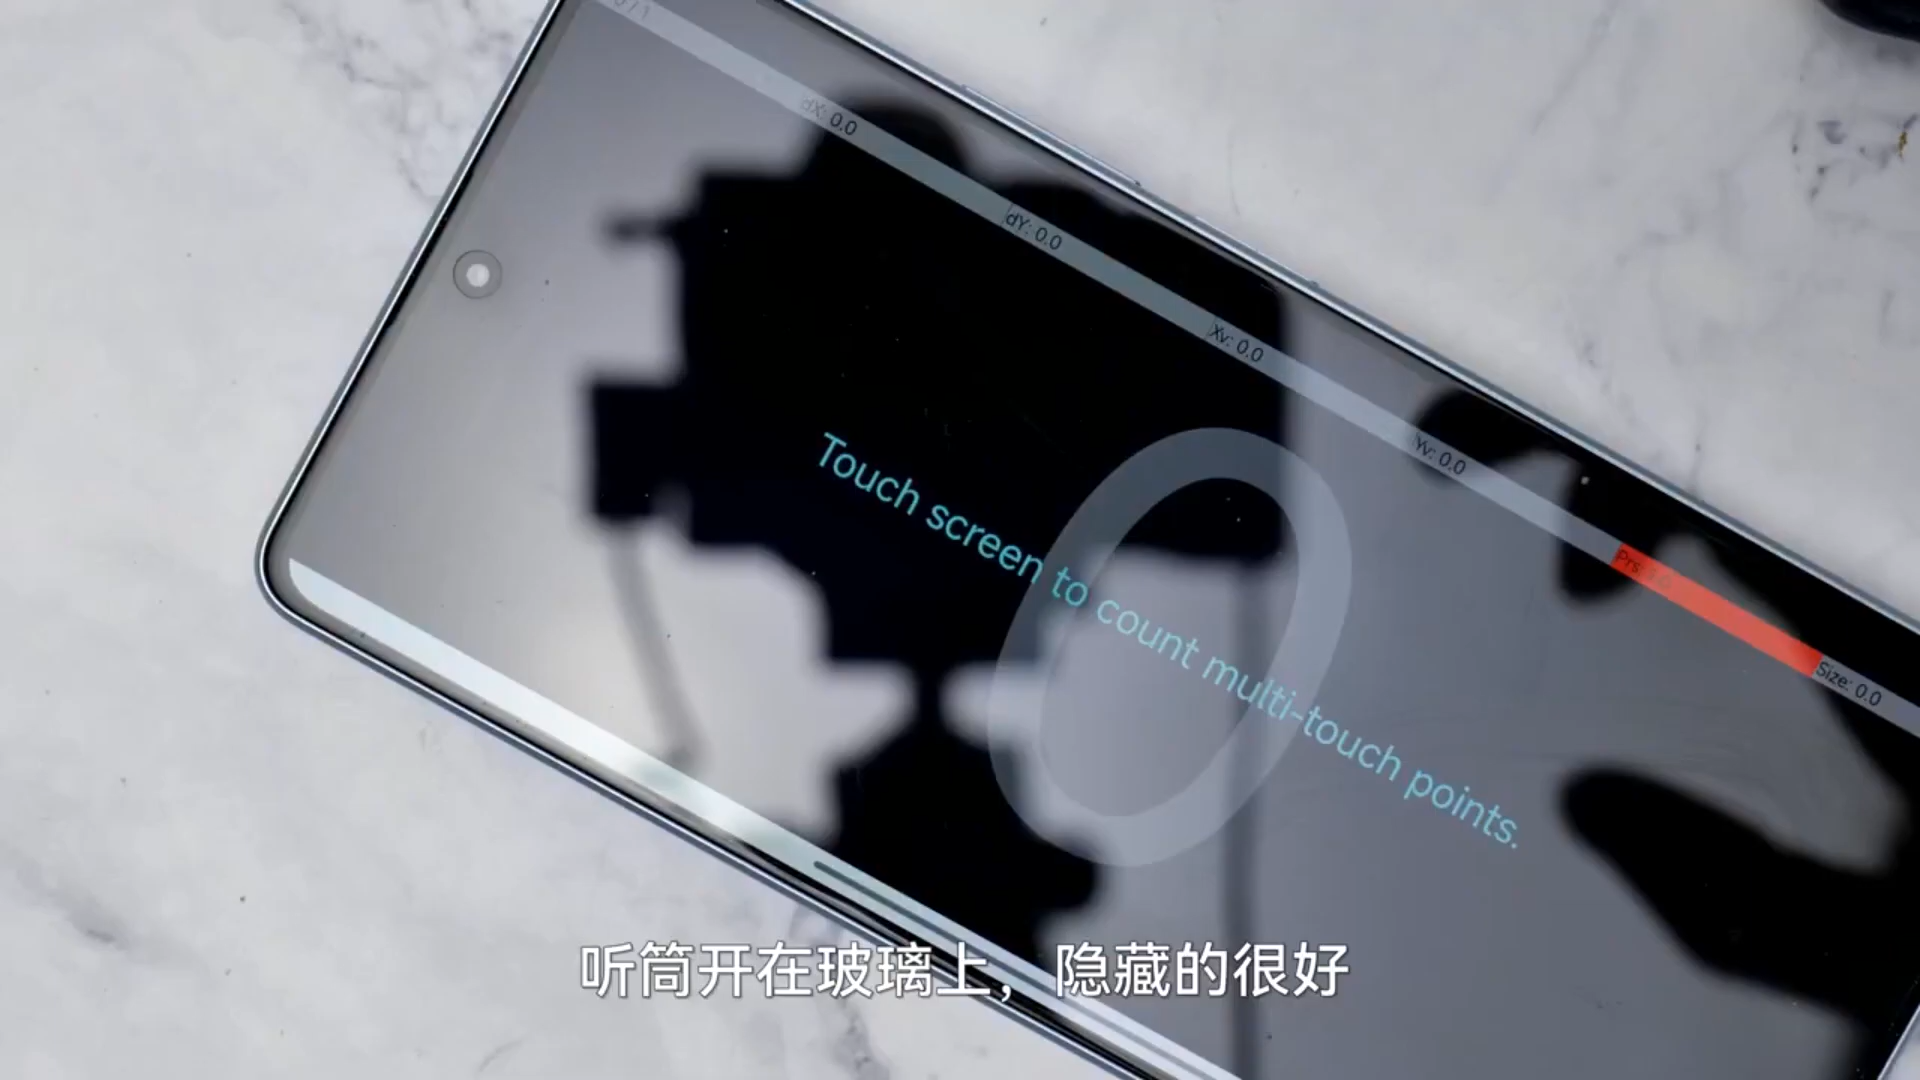 dX: 0.0
dY: 0.0
Xv: 0.0
Yv: 0.0
Size: 0.0
0
Touch screen to count multi-touch points.
听筒开在玻璃上，隐藏的很好